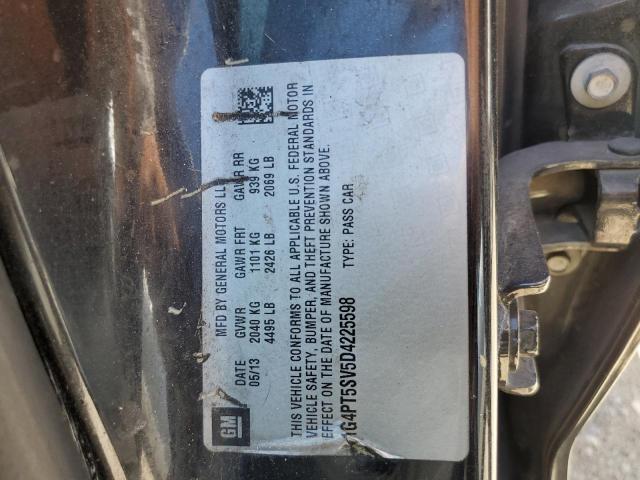 GM
MFD BY GENERAL MOTORS LLC
DATE GVWR GAWR FRT GAWR RR
05/13 2040 KG 1101 KG 939 KG
4495 LB 2426 LB 2069 LB
THIS VEHICLE CONFORMS TO ALL APPLICABLE U.S. FEDERAL MOTOR
VEHICLE SAFETY, BUMPER, AND THEFT PREVENTION STANDARDS IN
EFFECT ON THE DATE OF MANUFACTURE SHOWN ABOVE.
1G4PT5SV5D4225598 TYPE: PASS CAR